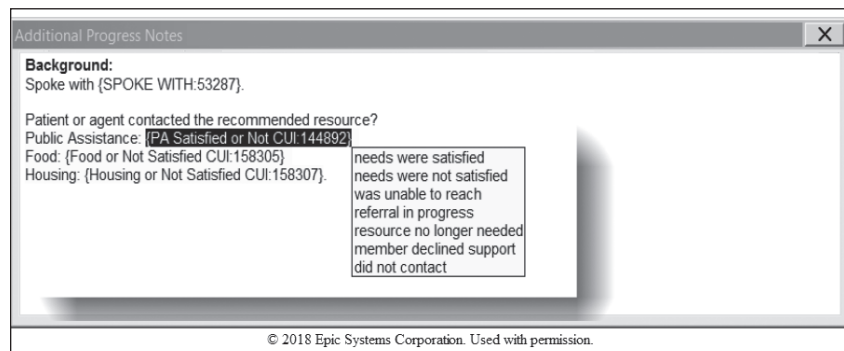 Additional Progress Notes
X
Background:
Spoke with {SPOKE WITH:53287}.
Patient or agent contacted the recommended resource?
Public Assistance: {PA Satisfied or Not CUI:144892}
Food: {Food or Not Satisfied CUI:158305}
Housing: {Housing or Not Satisfied CUI:158307}.
needs were satisfied
needs were not satisfied
was unable to reach
referral in progress
resource no longer needed
member declined support
did not contact
© 2018 Epic Systems Corporation. Used with permission.